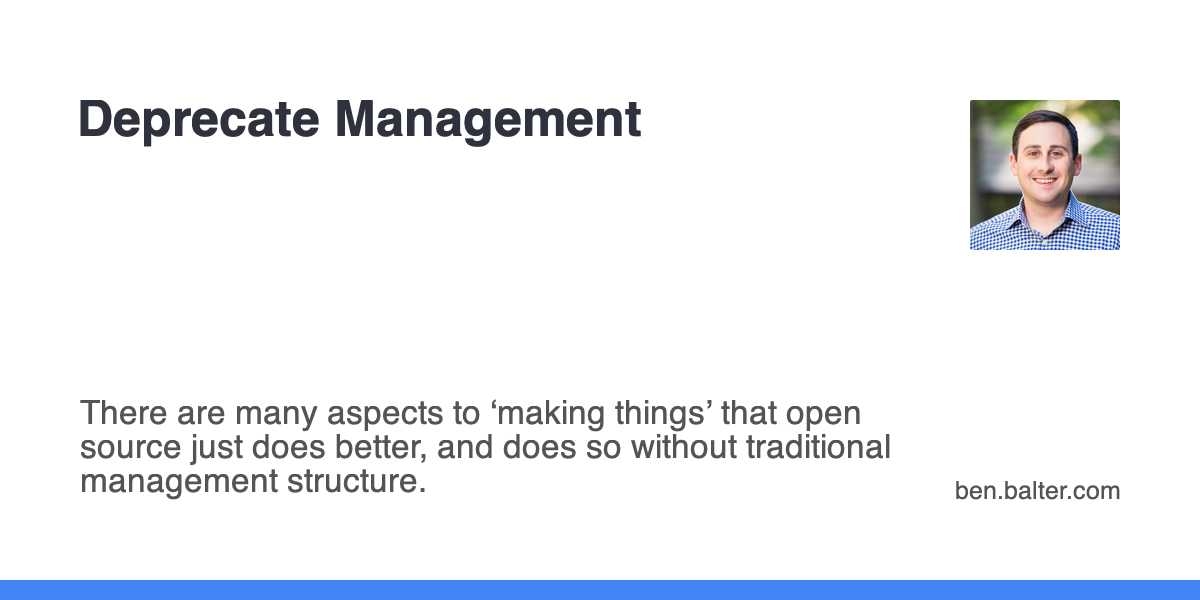 Deprecate Management
There are many aspects to ‘making things’ that open
source just does better, and does so without traditional
management structure.
ben.balter.com